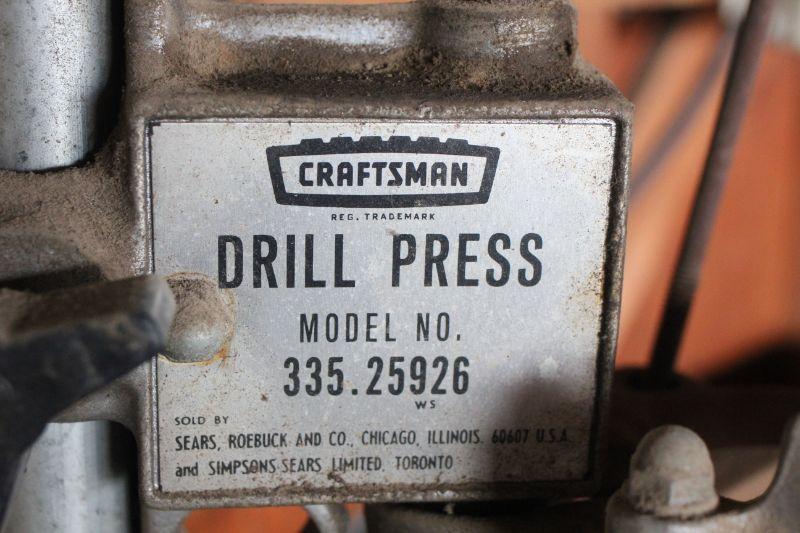 CRAFTSMAN
REG. TRADEMARK
DRILL PRESS
MODEL NO.
335.25926
WS
SOLD BY
SEARS, ROEBUCK AND CO., CHICAGO, ILLINOIS. 60607 U.S.A.
and SIMPSONS-SEARS LIMITED, TORONTO